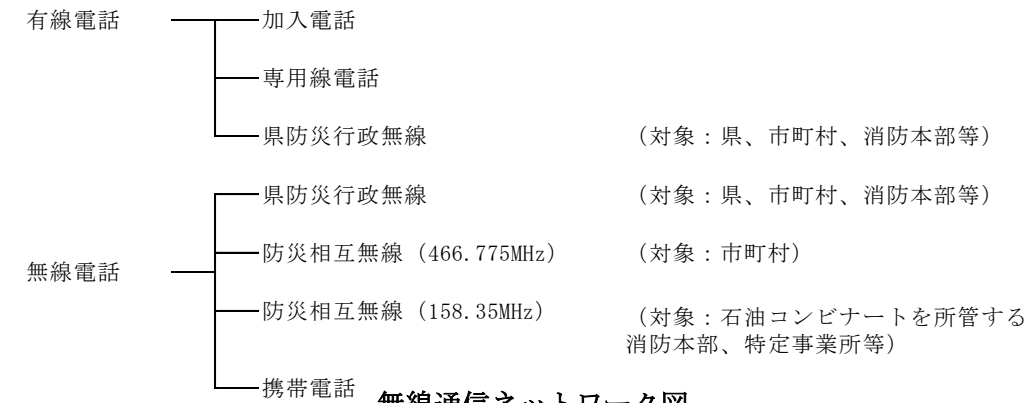 有線電話
加入電話
専用線電話
県防災行政無線 （対象：県、市町村、消防本部等）
県防災行政無線 （対象：県、市町村、消防本部等）
防災相互無線（466.775MHz） （対象：市町村）
無線電話
防災相互無線（158.35MHz） （対象：石油コンビナートを所管する
消防本部、特定事業所等）
携帯電話
無線通信ネットワーク図